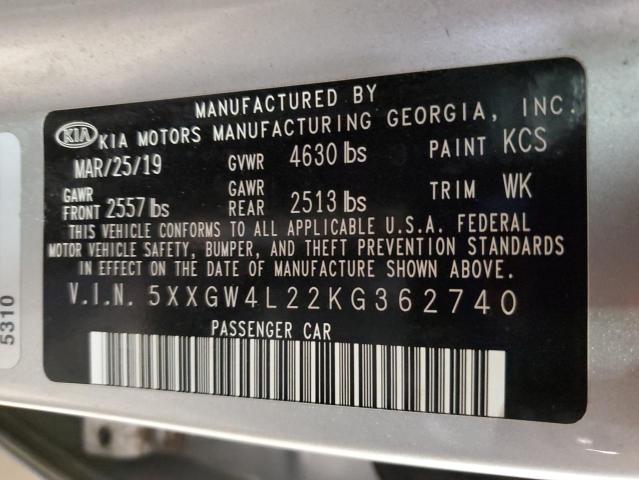 MANUFACTURED BY
KIA KIA MOTORS MANUFACTURING GEORGIA, INC.
MAR/25/19 GVWR 4630 lbs PAINT KCS
GAWR FRONT 2557 lbs GAWR REAR 2513 lbs TRIM WK
THIS VEHICLE CONFORMS TO ALL APPLICABLE U.S.A. FEDERAL
MOTOR VEHICLE SAFETY, BUMPER, AND THEFT PREVENTION STANDARDS
IN EFFECT ON THE DATE OF MANUFACTURE SHOWN ABOVE.
V.I.N. 5XXGW4L22KG362740
PASSENGER CAR
5310